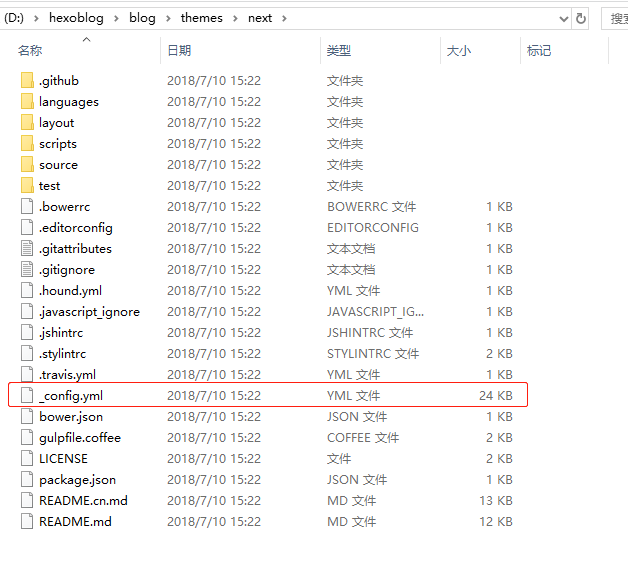 (D:) › hexoblog › blog › themes › next › 搜
名称 日期 类型 大小 标记
.github 2018/7/10 15:22 文件夹
languages 2018/7/10 15:22 文件夹
layout 2018/7/10 15:22 文件夹
scripts 2018/7/10 15:22 文件夹
source 2018/7/10 15:22 文件夹
test 2018/7/10 15:22 文件夹
.bowerrc 2018/7/10 15:22 BOWERRC 文件 1 KB
.editorconfig 2018/7/10 15:22 EDITORCONFIG 1 KB
.gitattributes 2018/7/10 15:22 文本文档 1 KB
.gitignore 2018/7/10 15:22 文本文档 1 KB
.hound.yml 2018/7/10 15:22 YML 文件 1 KB
.javascript_ignore 2018/7/10 15:22 JAVASCRIPT_IG... 1 KB
.jshintrc 2018/7/10 15:22 JSHINTRC 文件 1 KB
.stylintrc 2018/7/10 15:22 STYLINTRC 文件 2 KB
.travis.yml 2018/7/10 15:22 YML 文件 1 KB
_config.yml 2018/7/10 15:22 YML 文件 24 KB
bower.json 2018/7/10 15:22 JSON 文件 1 KB
gulpfile.coffee 2018/7/10 15:22 COFFEE 文件 2 KB
LICENSE 2018/7/10 15:22 文件 2 KB
package.json 2018/7/10 15:22 JSON 文件 1 KB
README.cn.md 2018/7/10 15:22 MD 文件 13 KB
README.md 2018/7/10 15:22 MD 文件 12 KB